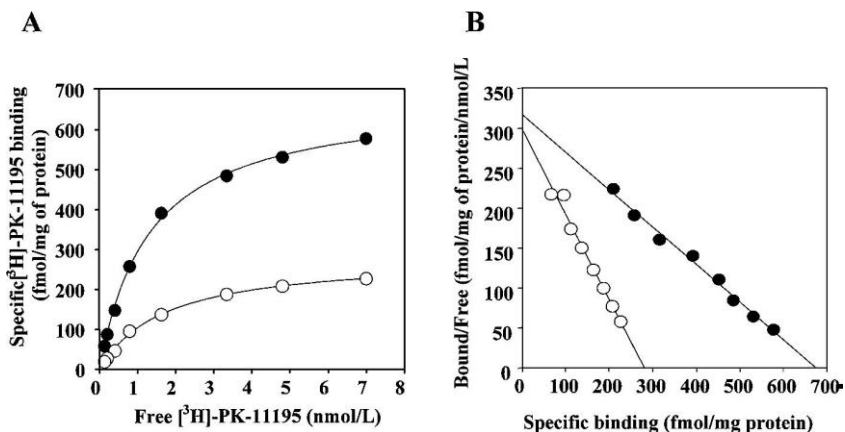 A
Specific[³H]-PK-11195 binding
(fmol/mg of protein)
700
600
500
400
300
200
100
0
0 1 2 3 4 5 6 7 8
Free [³H]-PK-11195 (nmol/L)
B
Bound/Free (fmol/mg of protein/nmol/L)
350
300
250
200
150
100
50
0
0 100 200 300 400 500 600 700
Specific binding (fmol/mg protein)